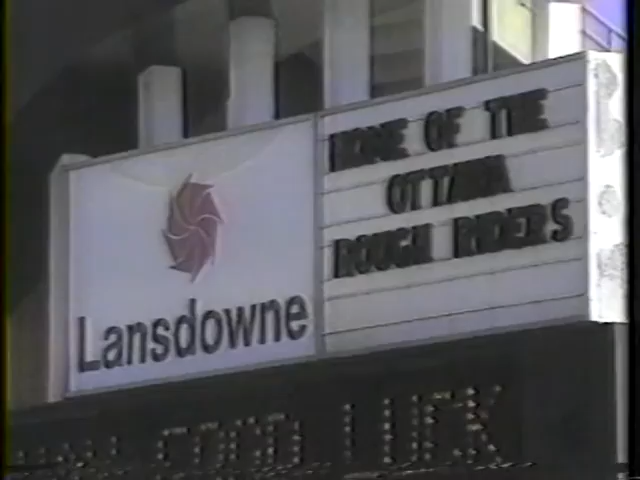 Lansdowne
HOME OF THE
OTTAWA
ROUGH RIDERS
GOOD LUCK